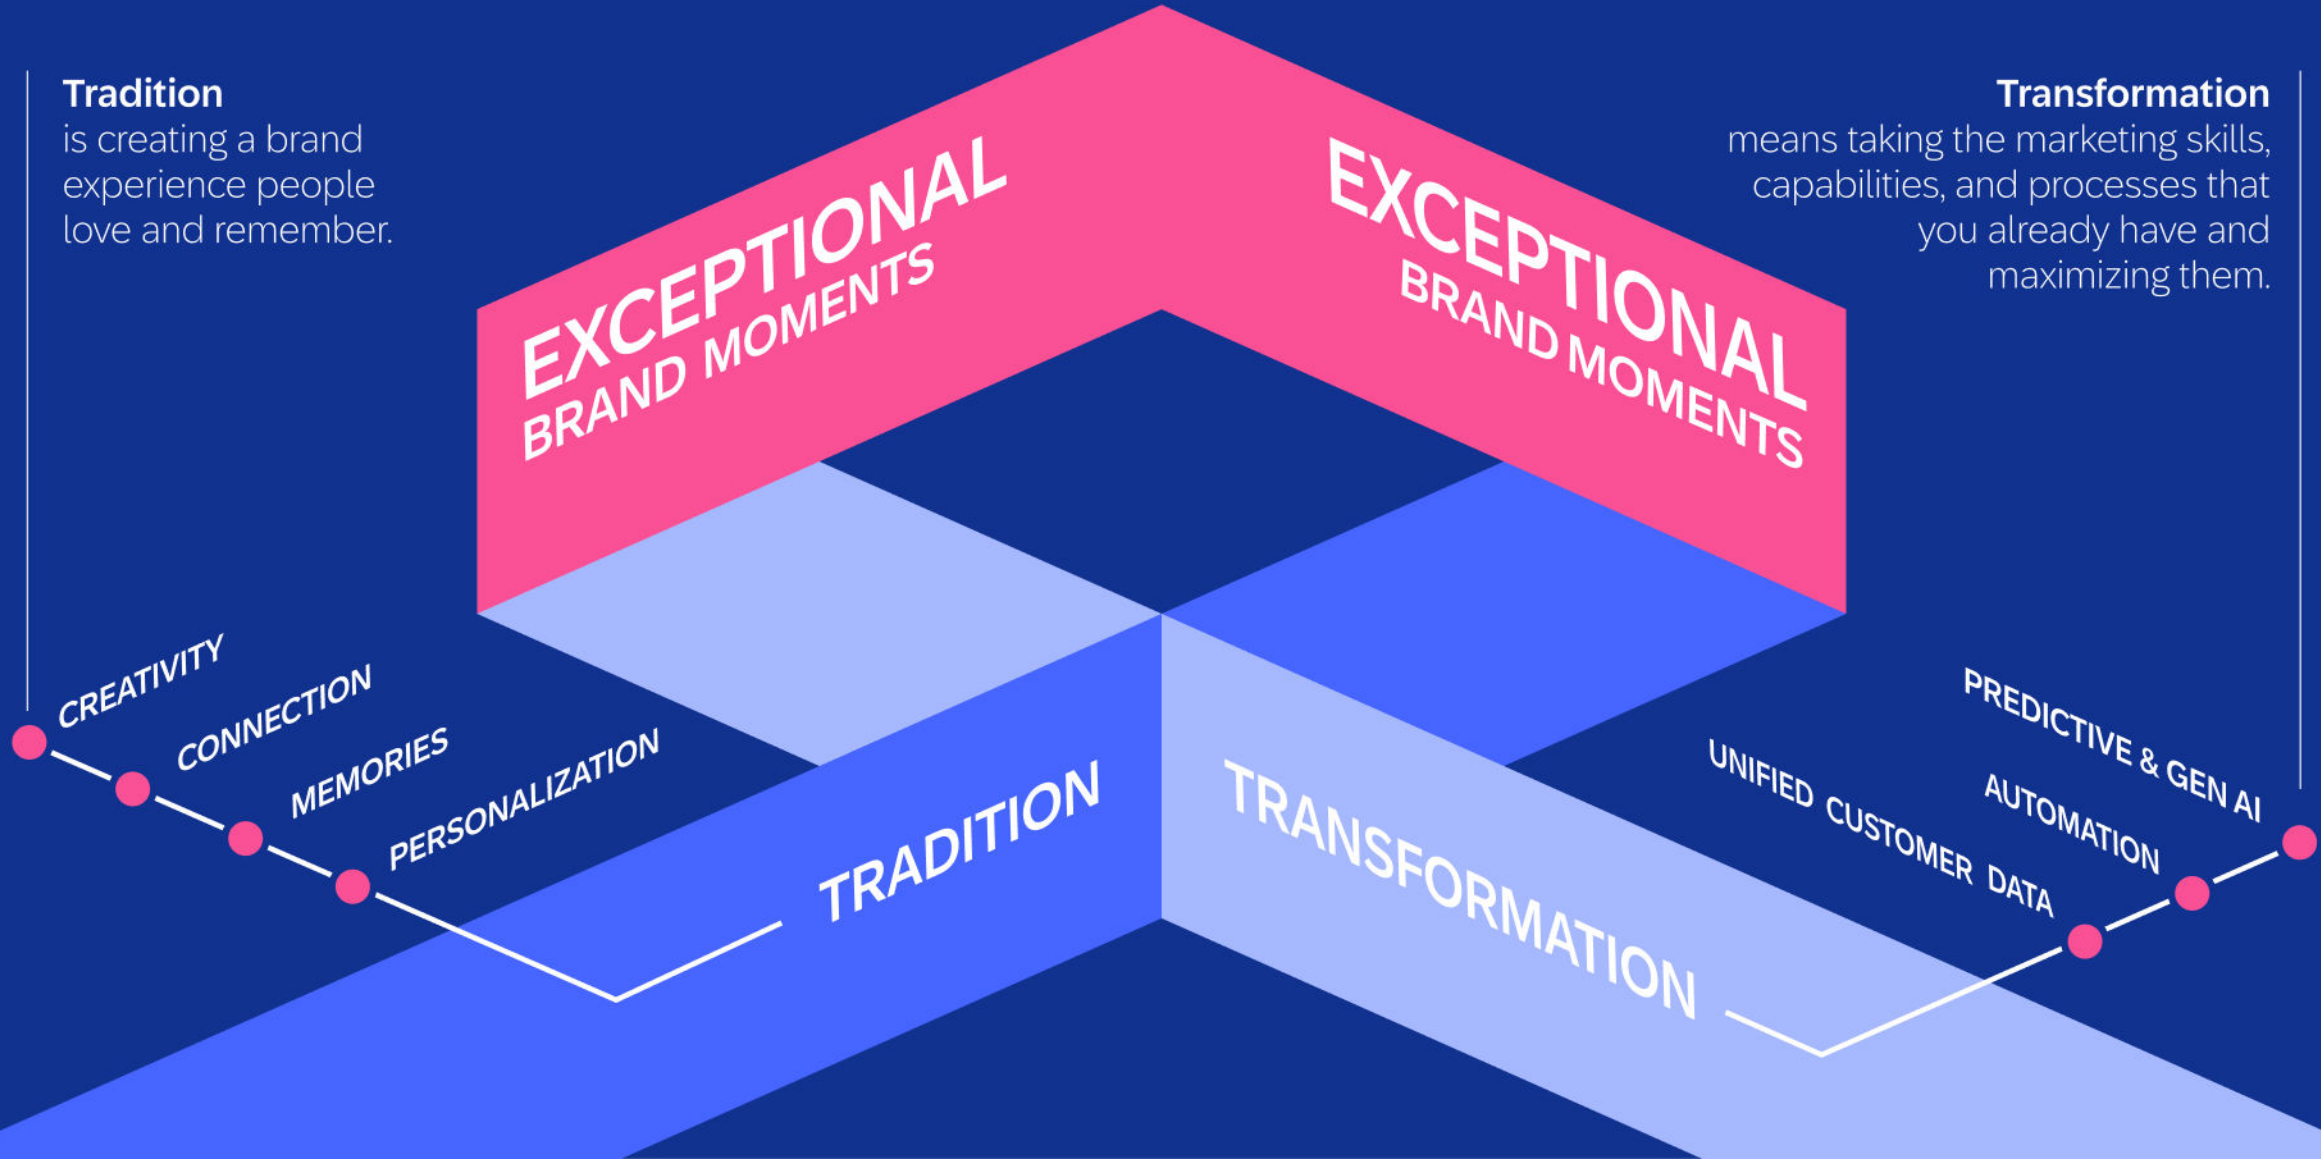 Tradition
is creating a brand
experience people
love and remember.
Transformation
means taking the marketing skills,
capabilities, and processes that
you already have and
maximizing them.
EXCEPTIONAL
BRAND MOMENTS
EXCEPTIONAL
BRAND MOMENTS
CREATIVITY
CONNECTION
MEMORIES
PERSONALIZATION
TRADITION
TRANSFORMATION
UNIFIED CUSTOMER DATA
AUTOMATION
PREDICTIVE & GEN AI